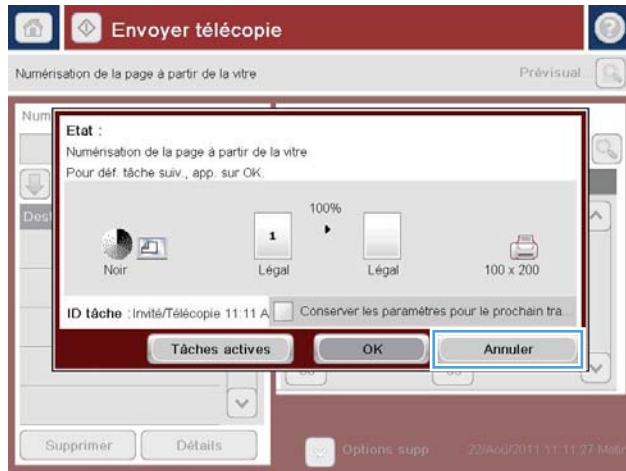 Envoyer télécopie
Numérisation de la page à partir de la vitre
Prévisual
Num
Etat :
Numérisation de la page à partir de la vitre
Pour déf. tâche suiv., app. sur OK.
100%
1
Noir
Légal
Légal
100 x 200
ID tâche : Invité/Télécopie 11:11 A
Conserver les paramètres pour le prochain tra...
Tâches actives
OK
Annuler
Supprimer
Détails
Options supp
22/Aoû/2011 11:11:27 Matin